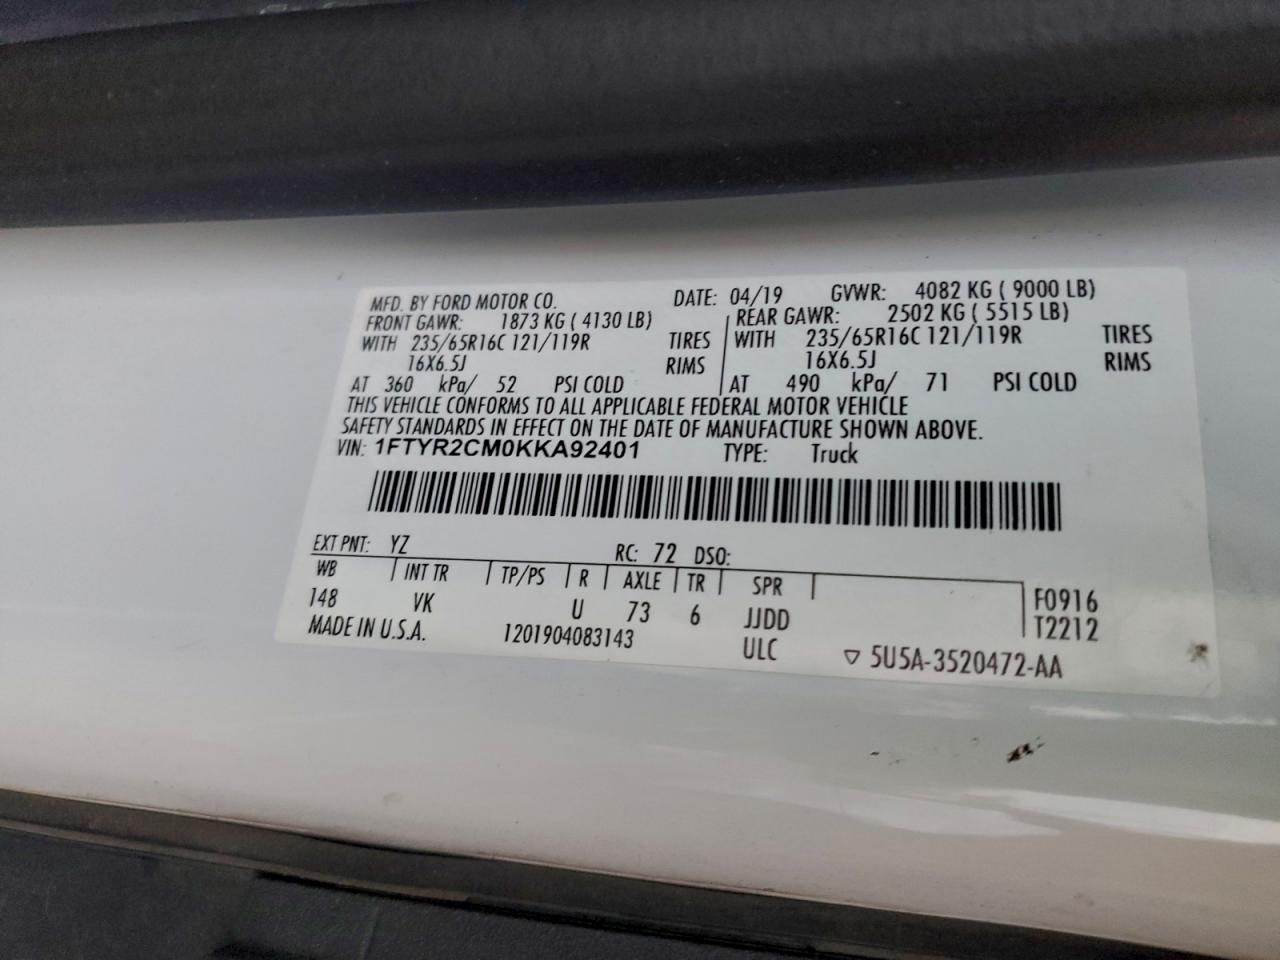 MFD. BY FORD MOTOR CO. DATE: 04/19 GVWR: 4082 KG ( 9000 LB)
FRONT GAWR: 1873 KG ( 4130 LB) REAR GAWR: 2502 KG ( 5515 LB)
WITH 235/65R16C 121/119R TIRES WITH 235/65R16C 121/119R TIRES
16X6.5J RIMS 16X6.5J RIMS
AT 360 kPa/ 52 PSI COLD AT 490 kPa/ 71 PSI COLD
THIS VEHICLE CONFORMS TO ALL APPLICABLE FEDERAL MOTOR VEHICLE
SAFETY STANDARDS IN EFFECT ON THE DATE OF MANUFACTURE SHOWN ABOVE.
VIN: 1FTYR2CM0KKA92401 TYPE: Truck
EXT PNT: YZ RC: 72 DSO:
WB INT TR TP/PS R AXLE TR SPR F0916
148 VK U 73 6 JJDD T2212
MADE IN U.S.A. 1201904083143 ULC ▽ 5U5A-3520472-AA